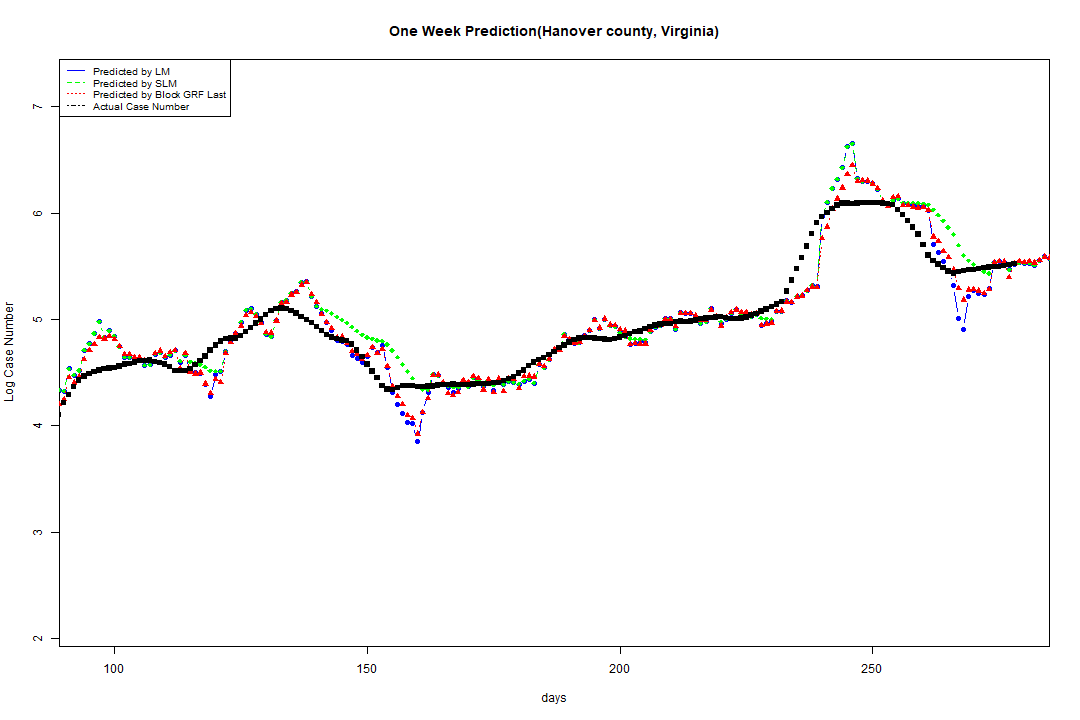 One Week Prediction(Hanover county, Virginia)
Predicted by LM
Predicted by SLM
Predicted by Block GRF Last
Actual Case Number
7
6
5
4
3
2
Log Case Number
100 150 200 250
days